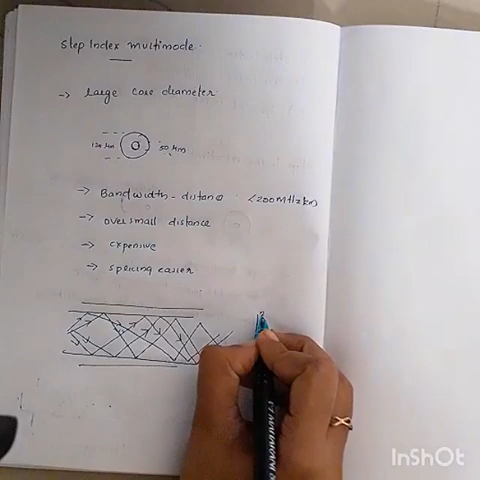 Step Index multimode.
-> Large core diameter
120 μm 50 μm
-> Bandwidth - distance <200MHz km
-> over small distance
-> expensive
-> splicing easier
InShOt